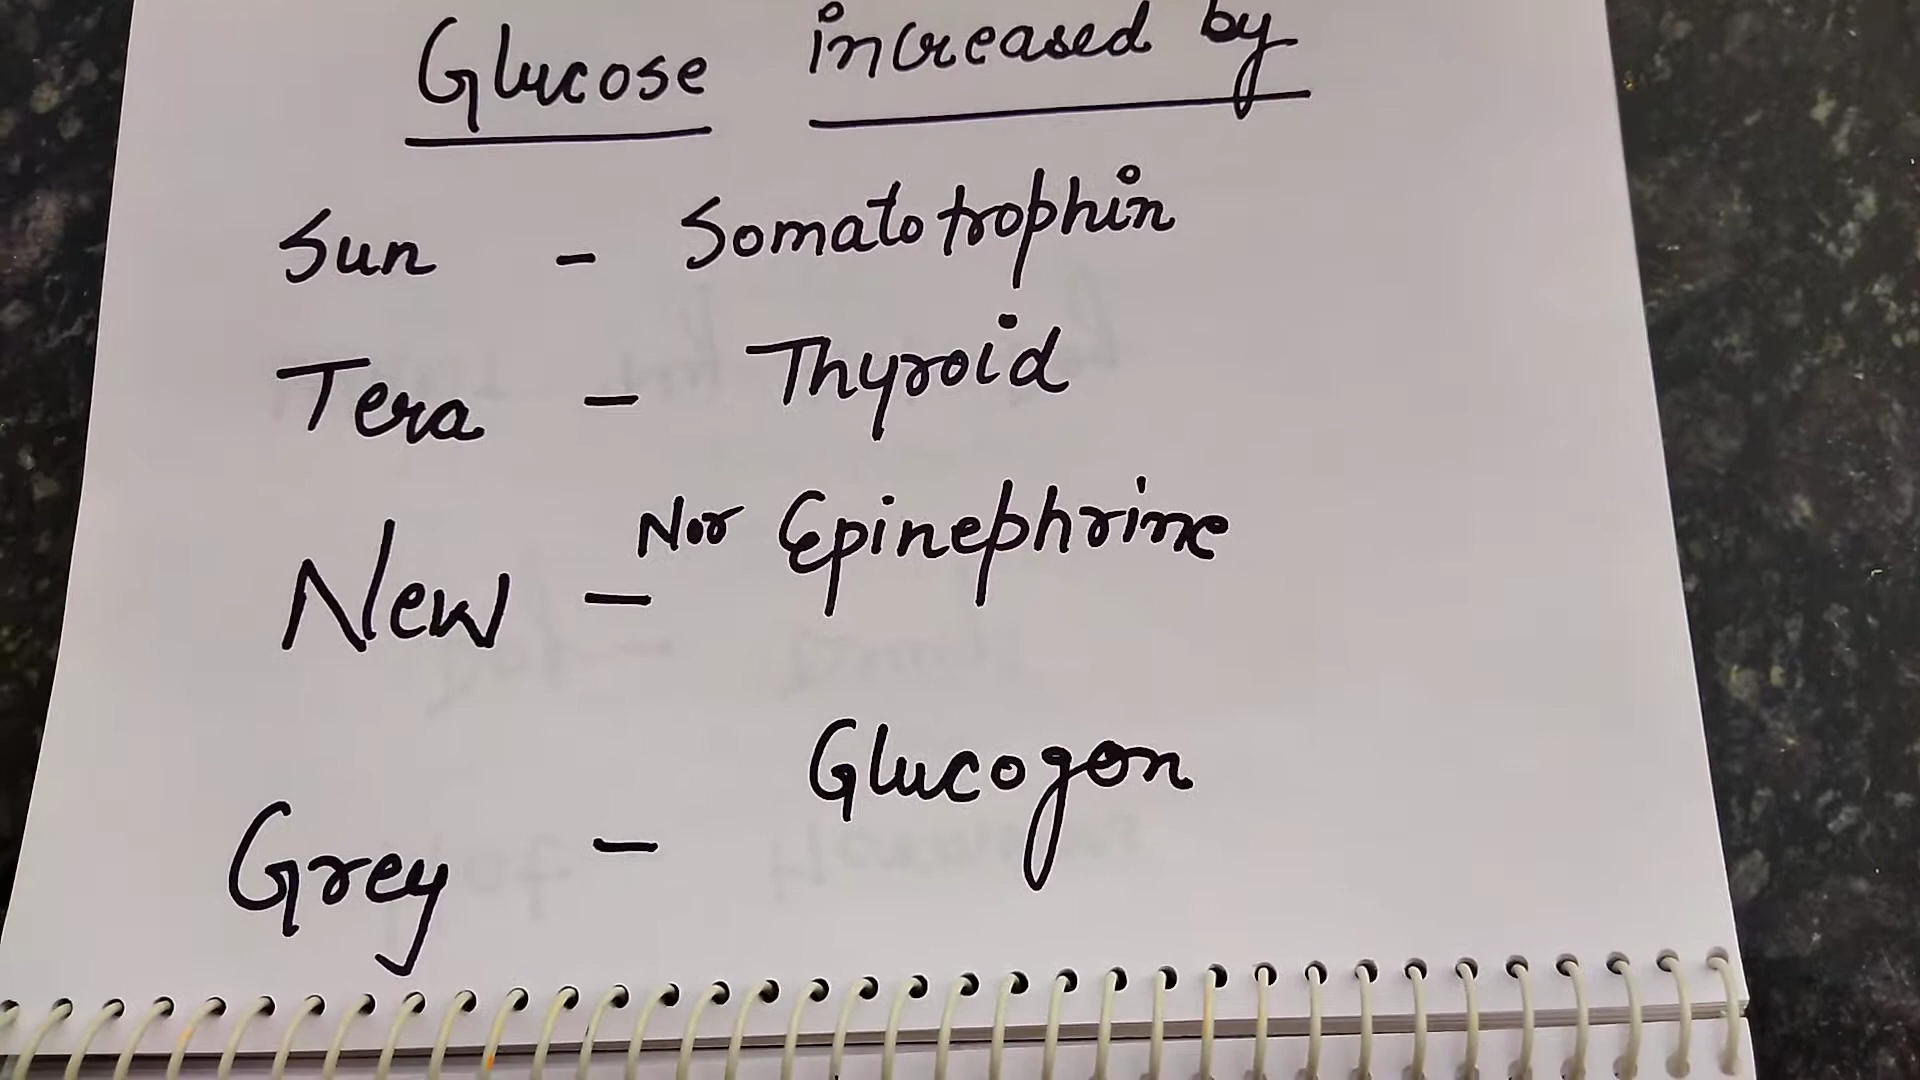 Glucose increased by
Sun - Somatotrophin
Tera - Thyroid
New - Nor Epinephrine
Grey - Glucogon